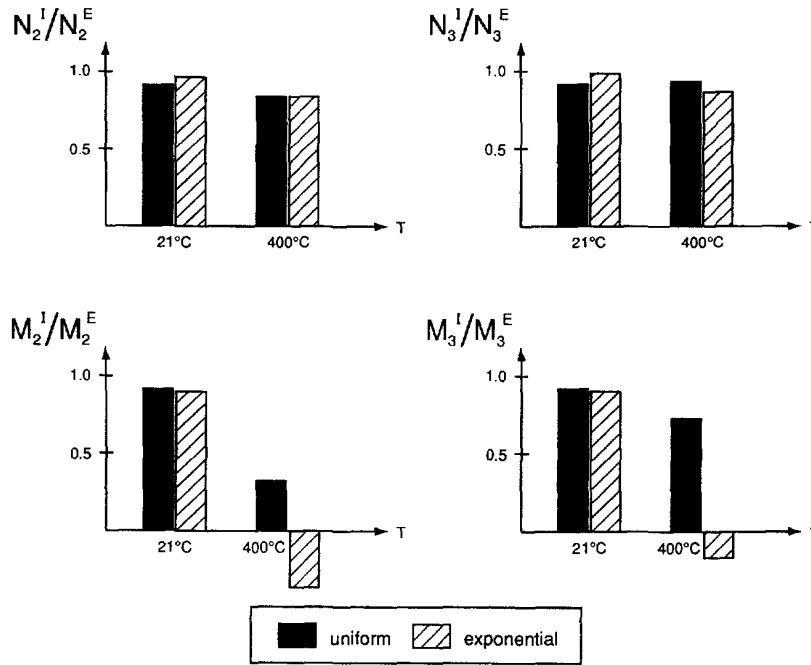 N₂ᴵ/N₂ᴱ
1.0
0.5
21°C 400°C T
N₃ᴵ/N₃ᴱ
1.0
0.5
21°C 400°C
M₂ᴵ/M₂ᴱ
1.0
0.5
21°C 400°C T
M₃ᴵ/M₃ᴱ
1.0
0.5
21°C 400°C
uniform exponential